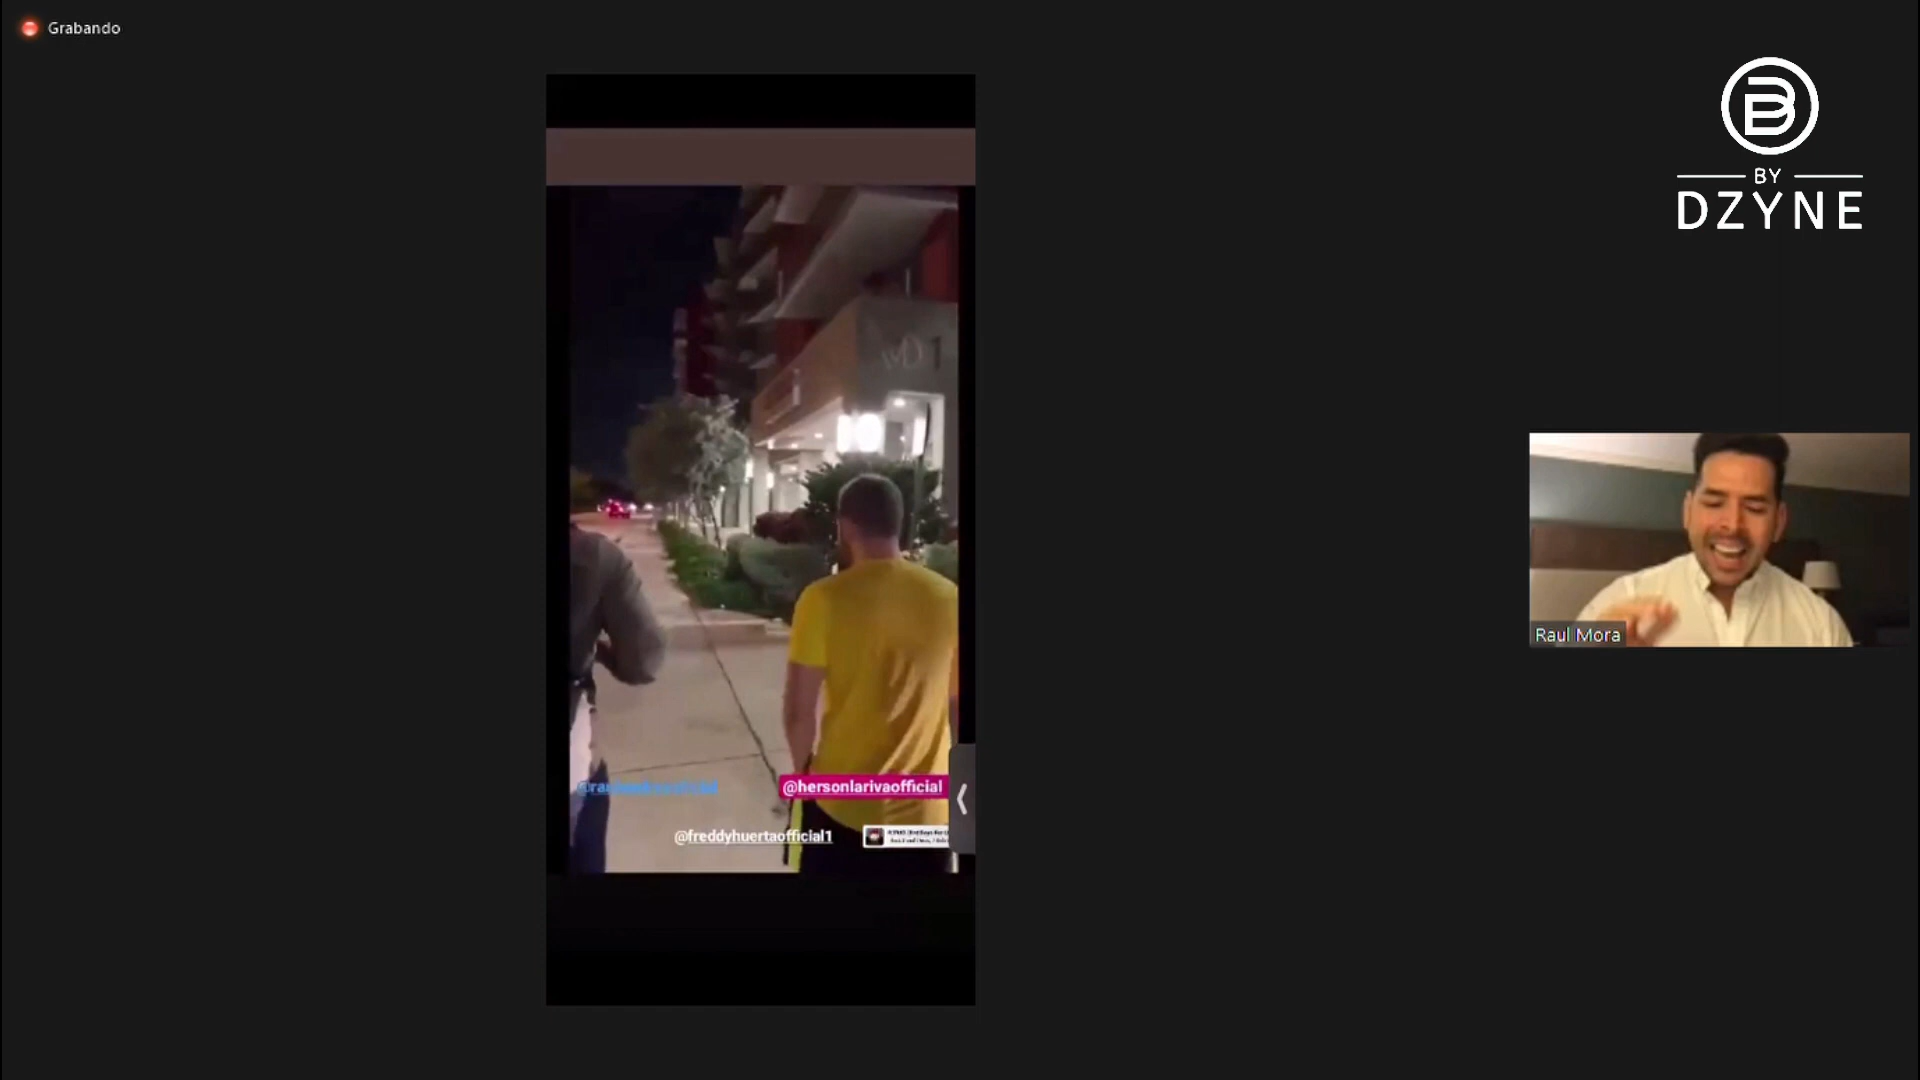 Grabando
BY
DZYNE
Raul Mora
@hersonlarivaofficial
@freddyhuertaofficial1